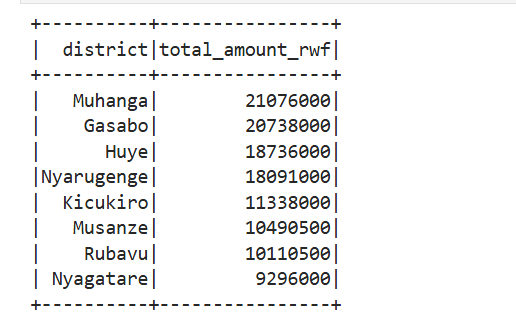 +----------+----------------+
|  district|total_amount_rwf|
+----------+----------------+
|   Muhanga|        21076000|
|    Gasabo|        20738000|
|      Huye|        18736000|
|Nyarugenge|        18091000|
|  Kicukiro|        11338000|
|   Musanze|        10490500|
|    Rubavu|        10110500|
| Nyagatare|         9296000|
+----------+----------------+